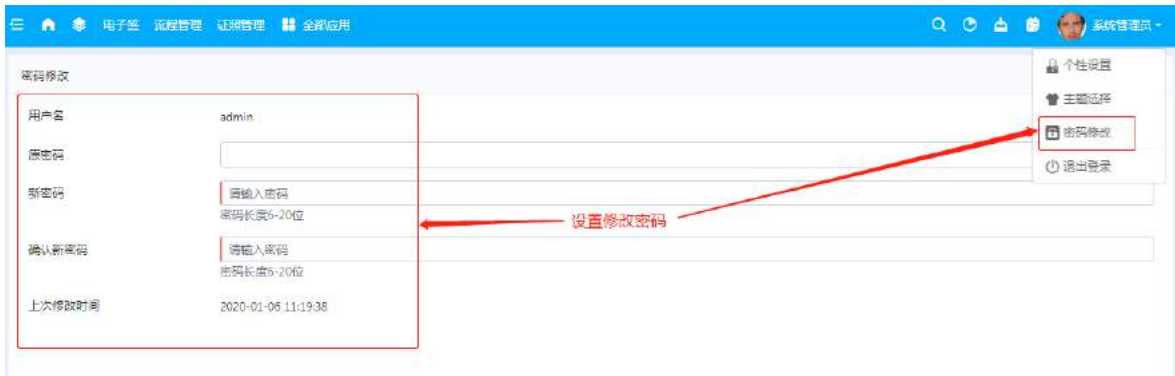 电子签 流程管理 证照管理 全部应用 系统管理员
密码修改
个性设置
主题选择
密码修改
退出登录
用户名 admin
原密码
新密码 请输入密码
密码长度6-20位
设置修改密码
确认新密码 请输入密码
密码长度6-20位
上次修改时间 2020-01-06 11:19:38